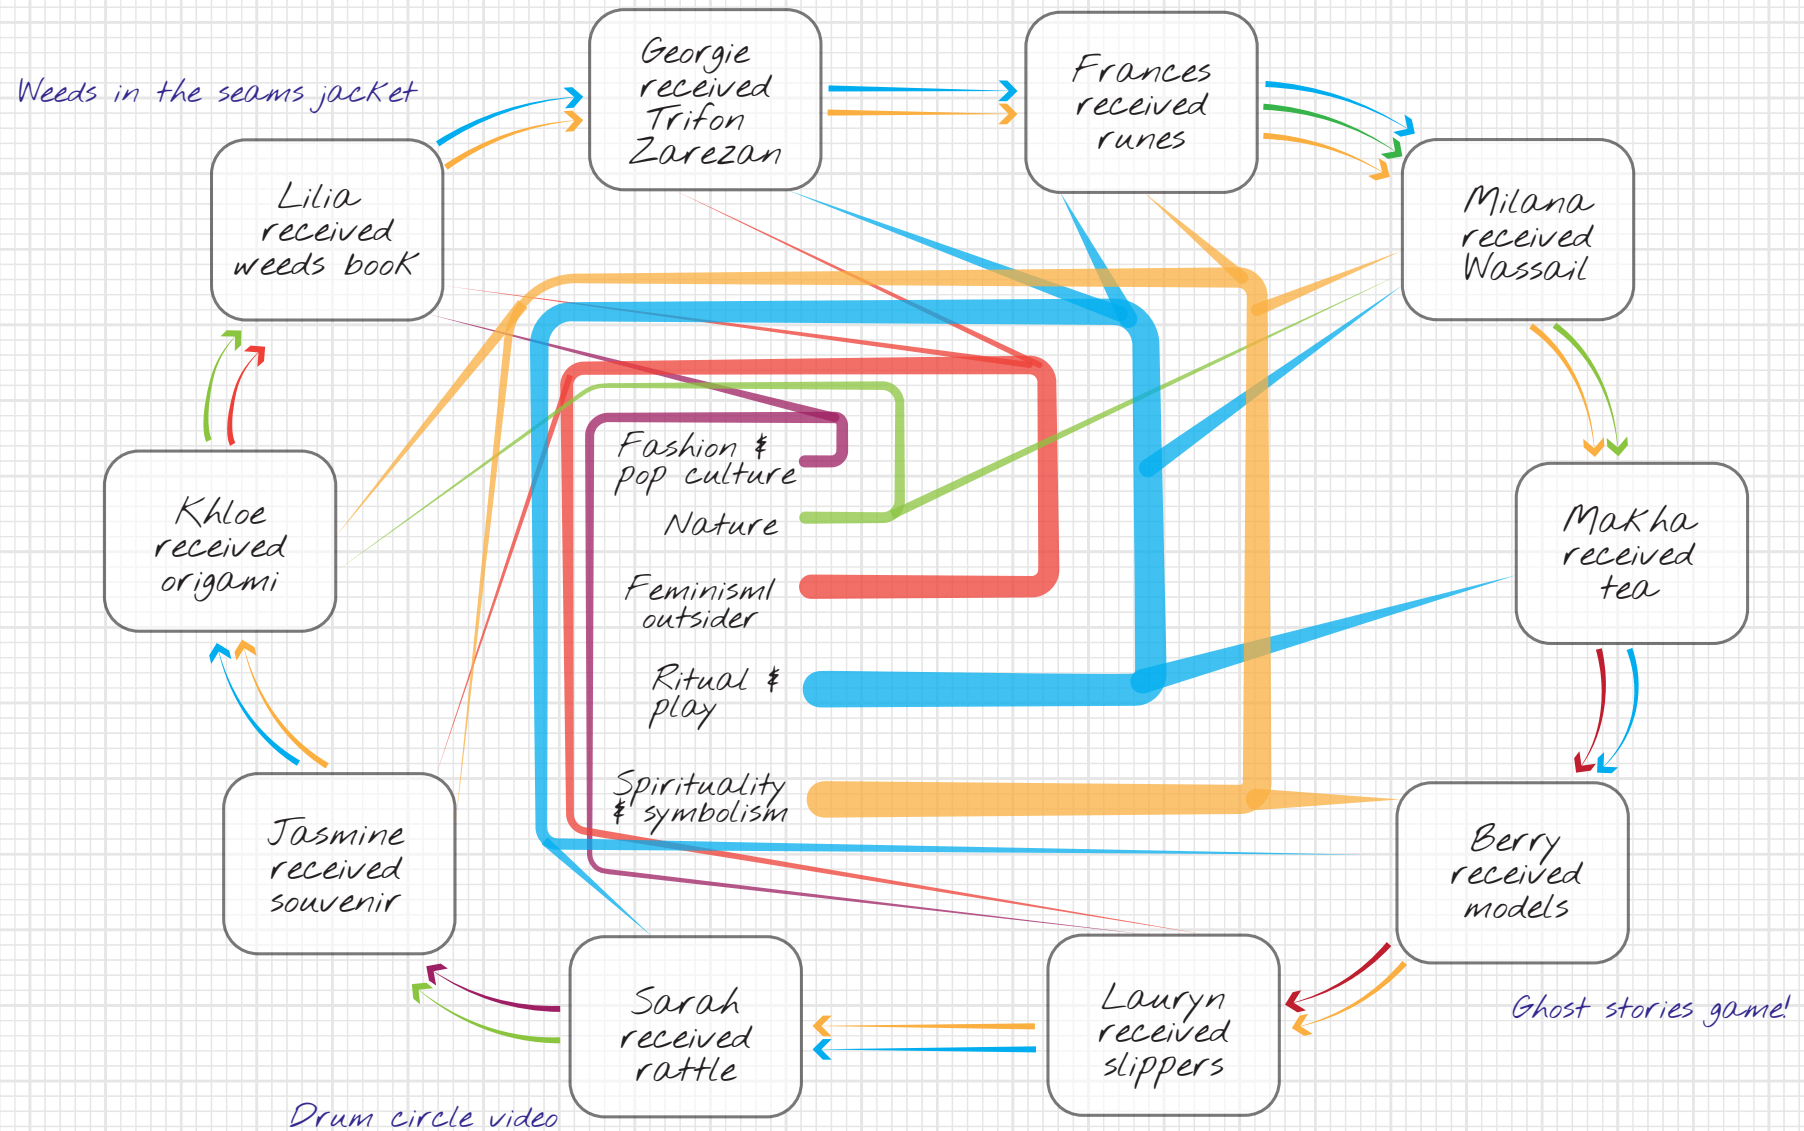 Weeds in the seams jacket
Georgie
received
Trifon
Zarezan
Frances
received
runes
Lilia
received
weeds book
Milana
received
Wassail
Khloe
received
origami
Fashion &
pop culture
Nature
Feminism/
outsider
Ritual &
play
Spirituality
& symbolism
Makha
received
tea
Jasmine
received
souvenir
Berry
received
models
Sarah
received
rattle
Lauryn
received
slippers
Ghost stories game!
Drum circle video